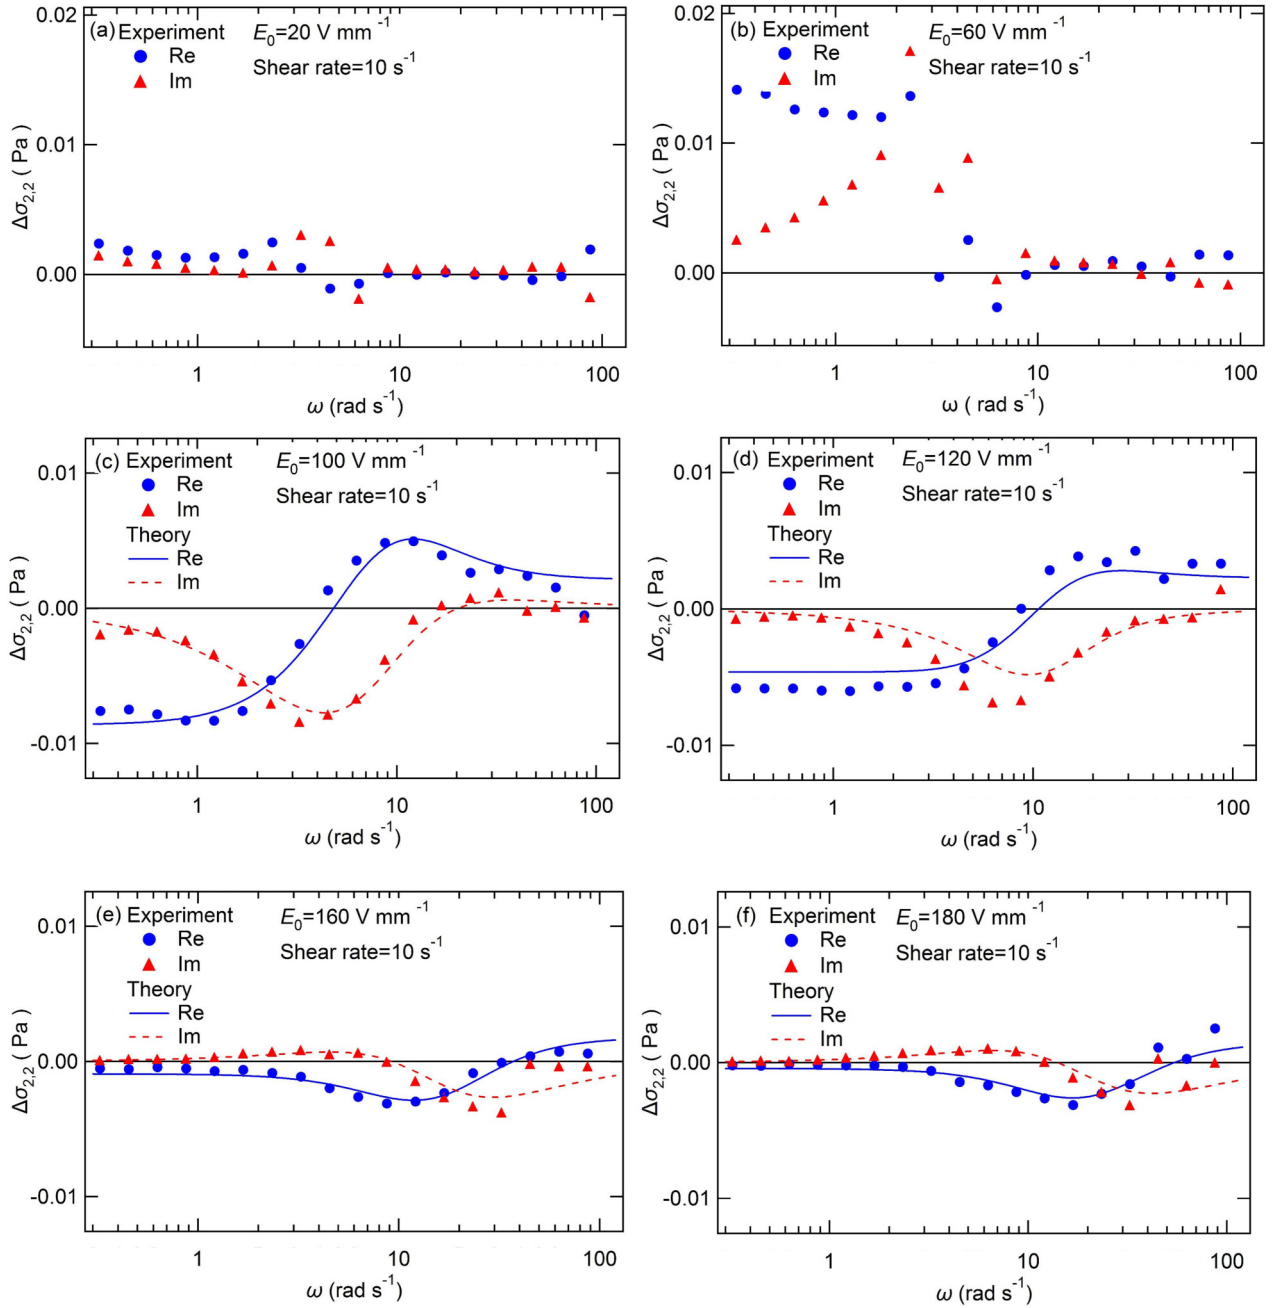 (a) Experiment E₀=20 V mm⁻¹
Re
Im
Shear rate=10 s⁻¹
0.02
0.01
0.00
Δσ₂,₂ ( Pa )
1 10 100
ω (rad s⁻¹)
(b) Experiment E₀=60 V mm⁻¹
Re
Im
Shear rate=10 s⁻¹
0.02
0.01
0.00
Δσ₂,₂ ( Pa )
1 10 100
ω ( rad s⁻¹)
(c) Experiment E₀=100 V mm⁻¹
Re
Im
Shear rate=10 s⁻¹
Theory
Re
Im
0.01
0.00
-0.01
Δσ₂,₂ ( Pa )
1 10 100
ω (rad s⁻¹)
(d) Experiment E₀=120 V mm⁻¹
Re
Im
Shear rate=10 s⁻¹
Theory
Re
Im
0.01
0.00
-0.01
Δσ₂,₂ ( Pa )
1 10 100
ω (rad s⁻¹)
(e) Experiment E₀=160 V mm⁻¹
Re
Im
Shear rate=10 s⁻¹
Theory
Re
Im
0.01
0.00
-0.01
Δσ₂,₂ ( Pa )
1 10 100
ω (rad s⁻¹)
(f) Experiment E₀=180 V mm⁻¹
Re
Im
Shear rate=10 s⁻¹
Theory
Re
Im
0.01
0.00
-0.01
Δσ₂,₂ ( Pa )
1 10 100
ω (rad s⁻¹)